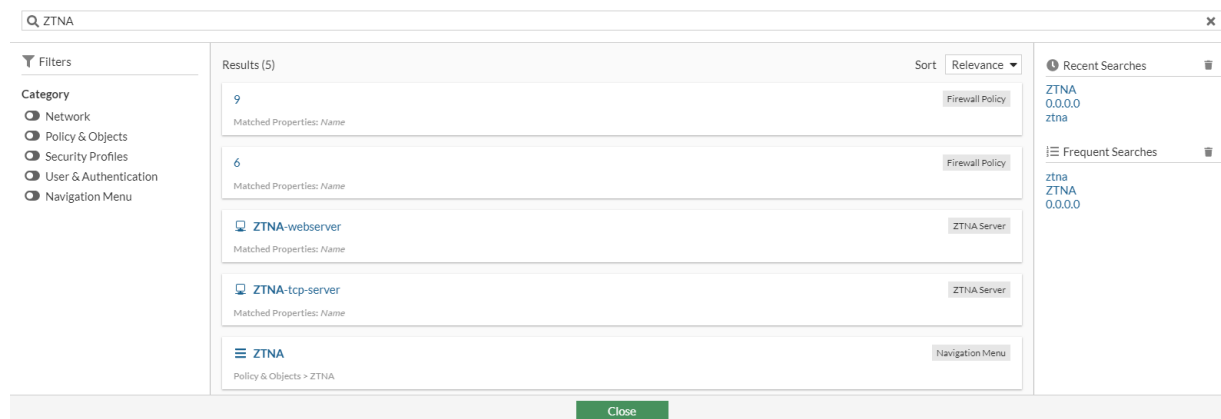 ZTNA
Filters
Category
Network
Policy & Objects
Security Profiles
User & Authentication
Navigation Menu
Results (5)
Sort Relevance
9
Firewall Policy
Matched Properties: Name
6
Firewall Policy
Matched Properties: Name
ZTNA-webserver
ZTNA Server
Matched Properties: Name
ZTNA-tcp-server
ZTNA Server
Matched Properties: Name
ZTNA
Navigation Menu
Policy & Objects > ZTNA
Recent Searches
ZTNA
0.0.0.0
ztna
Frequent Searches
ztna
ZTNA
0.0.0.0
Close